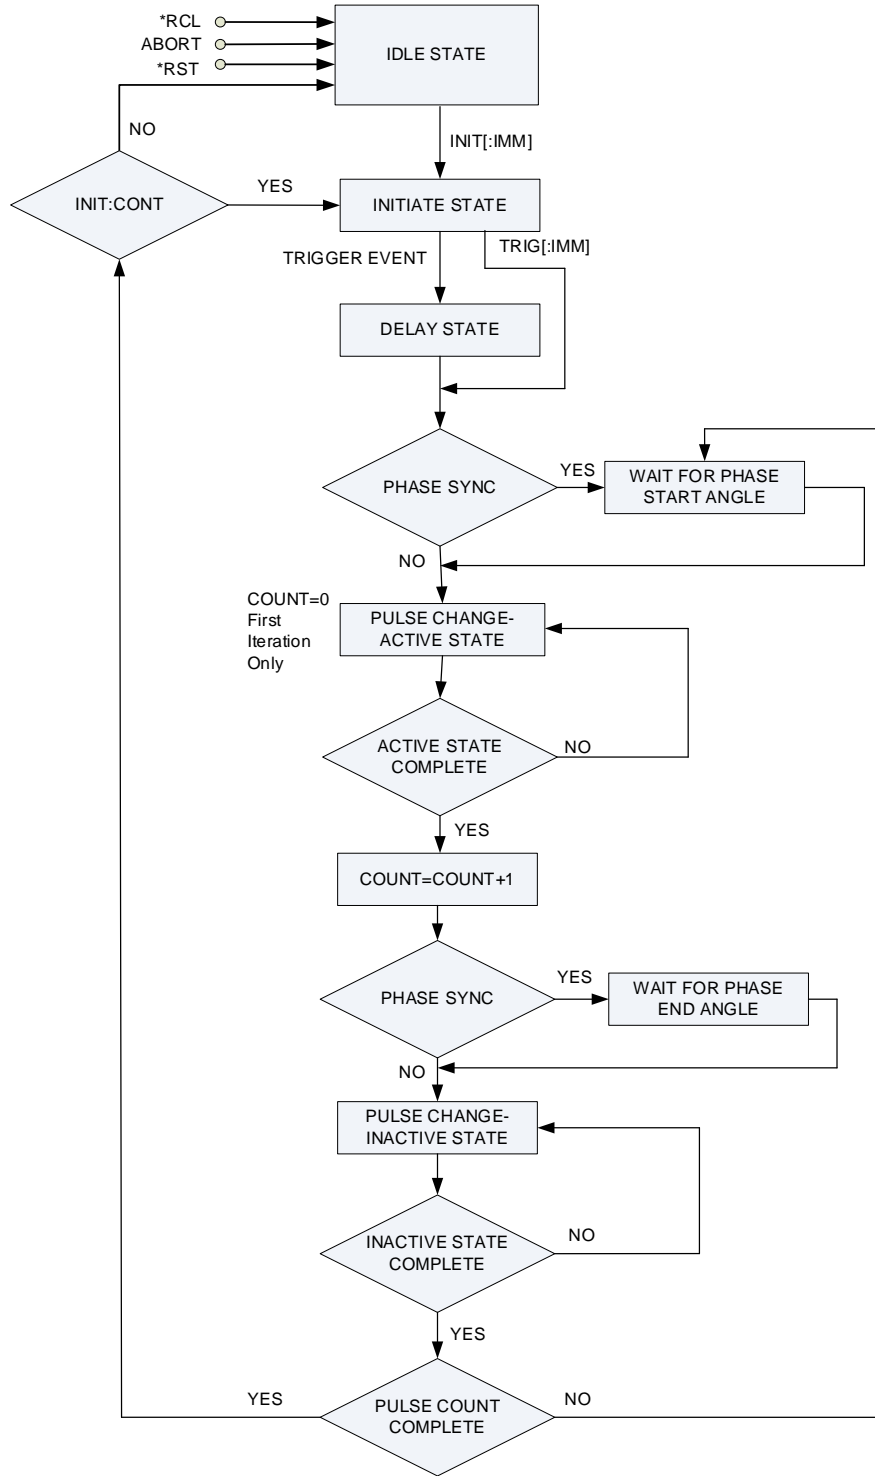 *RCL
ABORT
*RST
IDLE STATE
NO
INIT[:IMM]
INIT:CONT
YES
INITIATE STATE
TRIGGER EVENT
TRIG[:IMM]
DELAY STATE
PHASE SYNC
YES
WAIT FOR PHASE
START ANGLE
NO
COUNT=0
First
Iteration
Only
PULSE CHANGE-
ACTIVE STATE
ACTIVE STATE
COMPLETE
NO
YES
COUNT=COUNT+1
PHASE SYNC
YES
WAIT FOR PHASE
END ANGLE
NO
PULSE CHANGE-
INACTIVE STATE
INACTIVE STATE
COMPLETE
NO
YES
YES
PULSE COUNT
COMPLETE
NO